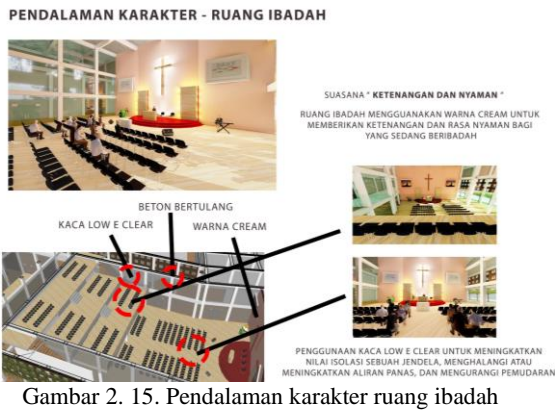 PENDALAMAN KARAKTER - RUANG IBADAH
SUASANA " KETENANGAN DAN NYAMAN "
RUANG IBADAH MENGGUANAKAN WARNA CREAM UNTUK
MEMBERIKAN KETENANGAN DAN RASA NYAMAN BAGI
YANG SEDANG BERIBADAH
BETON BERTULANG
KACA LOW E CLEAR
WARNA CREAM
PENGGUNAAN KACA LOW E CLEAR UNTUK MENINGKATKAN
NILAI ISOLASI SEBUAH JENDELA, MENGHALANGI ATAU
MENINGKATKAN ALIRAN PANAS, DAN MENGURANGI PEMUDARAN
Gambar 2. 15. Pendalaman karakter ruang ibadah